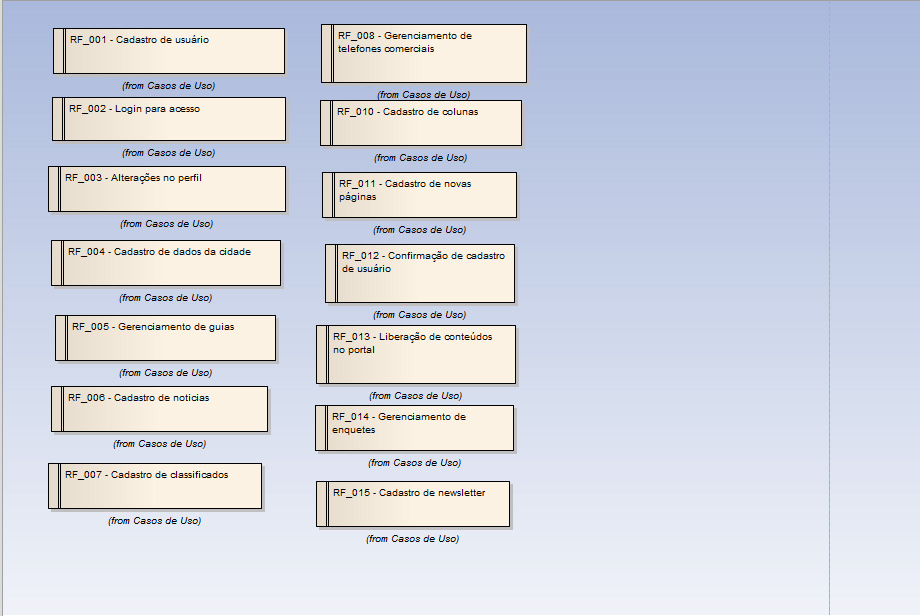 RF_001 - Cadastro de usuário
(from Casos de Uso)
RF_002 - Login para acesso
(from Casos de Uso)
RF_003 - Alterações no perfil
(from Casos de Uso)
RF_004 - Cadastro de dados da cidade
(from Casos de Uso)
RF_005 - Gerenciamento de guias
(from Casos de Uso)
RF_006 - Cadastro de noticias
(from Casos de Uso)
RF_007 - Cadastro de classificados
(from Casos de Uso)
RF_008 - Gerenciamento de
telefones comerciais
(from Casos de Uso)
RF_010 - Cadastro de colunas
(from Casos de Uso)
RF_011 - Cadastro de novas
páginas
(from Casos de Uso)
RF_012 - Confirmação de cadastro
de usuário
(from Casos de Uso)
RF_013 - Liberação de conteúdos
no portal
(from Casos de Uso)
RF_014 - Gerenciamento de
enquetes
(from Casos de Uso)
RF_015 - Cadastro de newsletter
(from Casos de Uso)